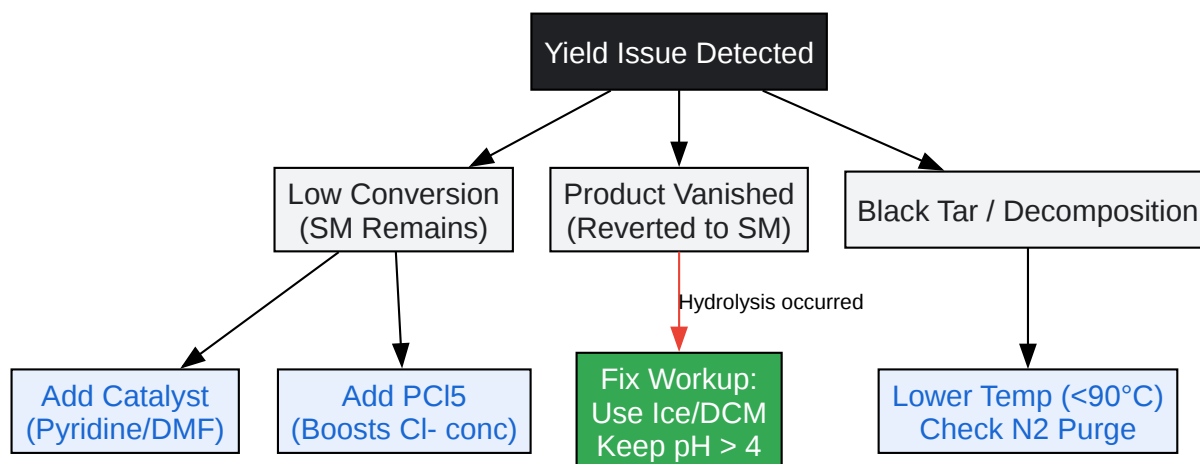 Yield Issue Detected
Low Conversion
(SM Remains)
Product Vanished
(Reverted to SM)
Black Tar / Decomposition
Hydrolysis occurred
Add Catalyst
(Pyridine/DMF)
Add PCl5
(Boosts Cl- conc)
Fix Workup:
Use Ice/DCM
Keep pH > 4
Lower Temp (<90°C)
Check N2 Purge